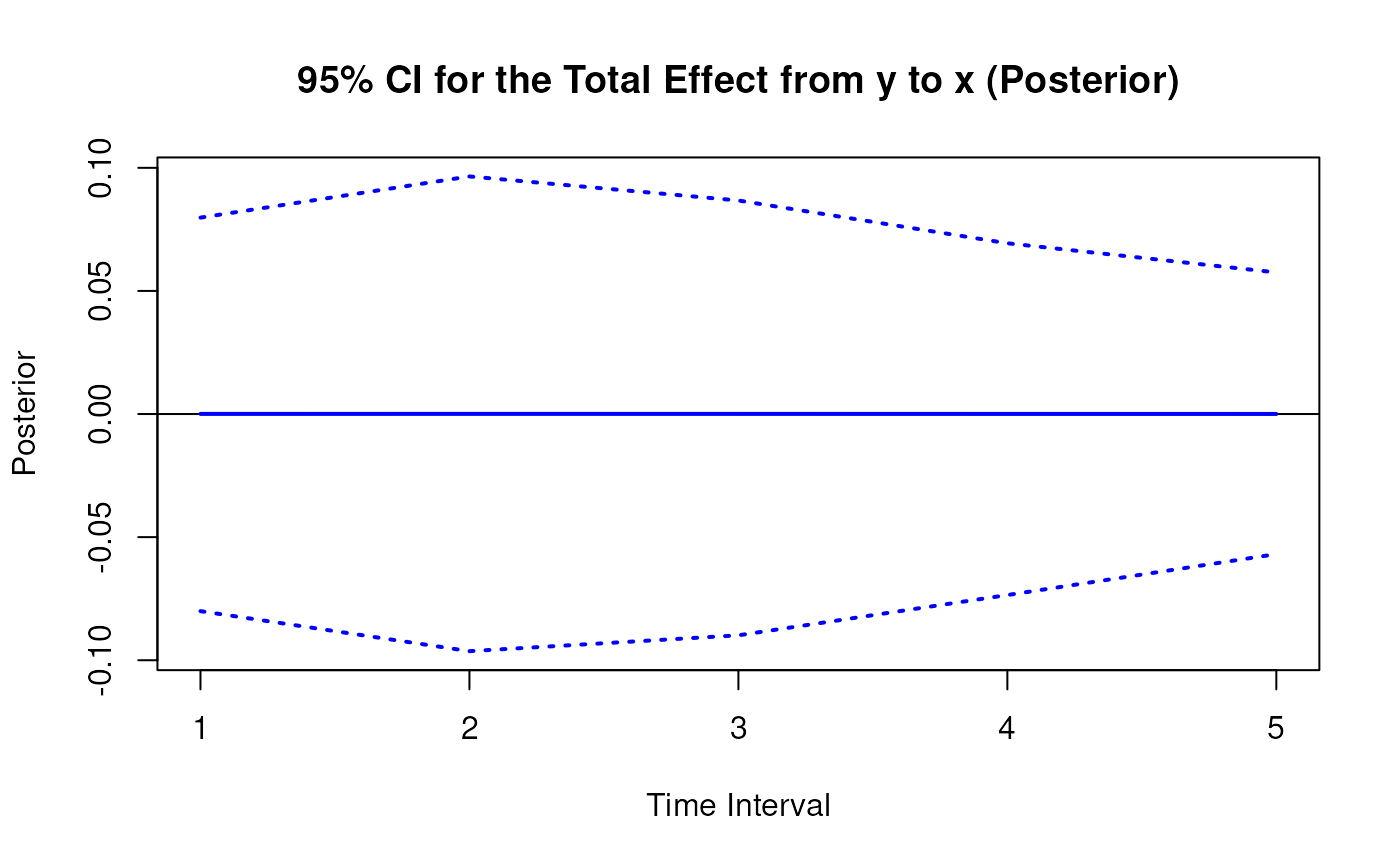 95% CI for the Total Effect from y to x (Posterior)
Posterior
0.10
0.05
0.00
-0.05
-0.10
1 2 3 4 5
Time Interval